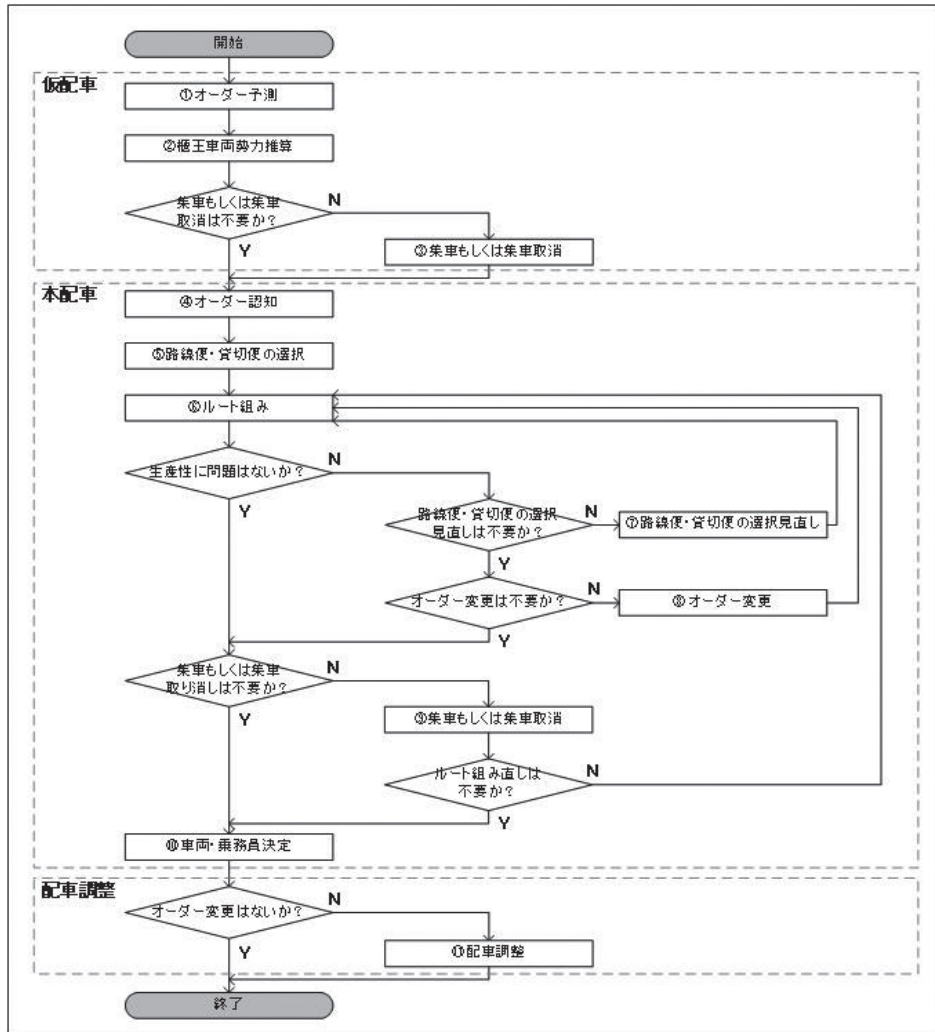 開始
仮配車
①オーダー予測
②櫃王車両勢力推算
集車もしくは集車
取消は不要か?
N
Y
③集車もしくは集車取消
本配車
④オーダー認知
⑤路線便・貸切便の選択
⑥ルート組み
生産性に問題はないか?
N
Y
路線便・貸切便の選択
見直しは不要か?
N
⑦路線便・貸切便の選択見直し
Y
オーダー変更は不要か?
N
⑧オーダー変更
Y
集車もしくは集車
取り消しは不要か?
N
Y
⑨集車もしくは集車取消
ルート組み直しは
不要か?
N
Y
⑩車両・乗務員決定
配車調整
オーダー変更はないか?
N
Y
⑪配車調整
終了